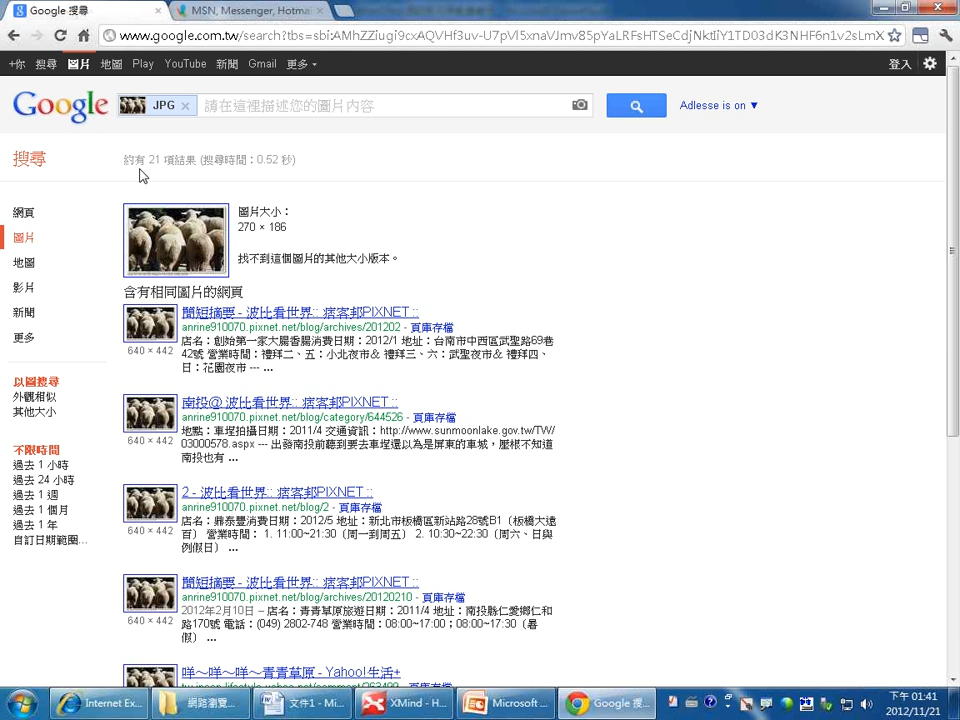 Google 搜尋
MSN, Messenger, Hotmai
www.google.com.tw/search?tbs=sbi:AMhZZiugi9cxAQVHf3uv-U7pVl5xnaVJmv85pYaLRFsHTSeCdjNktliY1TD03dK3NHF6n1v2sLmX
+你 搜尋 圖片 地圖 Play YouTube 新聞 Gmail 更多
登入
Google
JPG
請在這裡描述您的圖片內容
Adlesse is on ▼
搜尋
約有 21 項結果 (搜尋時間：0.52 秒)
網頁
圖片
地圖
影片
新聞
更多
以圖搜尋
外觀相似
其他大小
不限時間
過去 1 小時
過去 24 小時
過去 1 週
過去 1 個月
過去 1 年
自訂日期範圍...
圖片大小：
270 × 186
找不到這個圖片的其他大小版本。
含有相同圖片的網頁
簡短摘要 - 波比看世界:: 痞客邦PIXNET ::
anrine910070.pixnet.net/blog/archives/201202 - 頁庫存檔
640 × 442
店名：創始第一家大腸香腸消費日期：2012/1 地址：台南市中西區武聖路69巷
42號 營業時間：禮拜二、五：小北夜市& 禮拜三、六：武聖夜市& 禮拜四、
日：花園夜市 --- ...
南投@ 波比看世界:: 痞客邦PIXNET ::
anrine910070.pixnet.net/blog/category/644526 - 頁庫存檔
640 × 442
地點：車埕拍攝日期：2011/4 交通資訊：http://www.sunmoonlake.gov.tw/TW/
03000578.aspx --- 出發南投前聽到要去車埕還以為是屏東的車城，壓根不知道
南投也有 ...
2 - 波比看世界:: 痞客邦PIXNET ::
anrine910070.pixnet.net/blog/2 - 頁庫存檔
640 × 442
店名：鼎泰豐消費日期：2012/5 地址：新北市板橋區新站路28號B1〔板橋大遠
百〕 營業時間： 1. 11:00~21:30〔周一到周五〕 2. 10:30~22:30〔周六、日與
例假日〕 ...
簡短摘要 - 波比看世界:: 痞客邦PIXNET ::
anrine910070.pixnet.net/blog/archives/20120210 - 頁庫存檔
640 × 442
2012年2月10日 – 店名：青青草原旅遊日期：2011/4 地址：南投縣仁愛鄉仁和
路170號 電話：(049) 2802-748 營業時間：08:00~17:00；08:00~17:30〔暑
假〕 ...
咩～咩～咩～青青草原 - Yahoo!生活+
Internet Ex...
網路瀏覽...
文件1 - Mi...
XMind - H...
Microsoft ...
Google 搜...
下午 01:41
2012/11/21